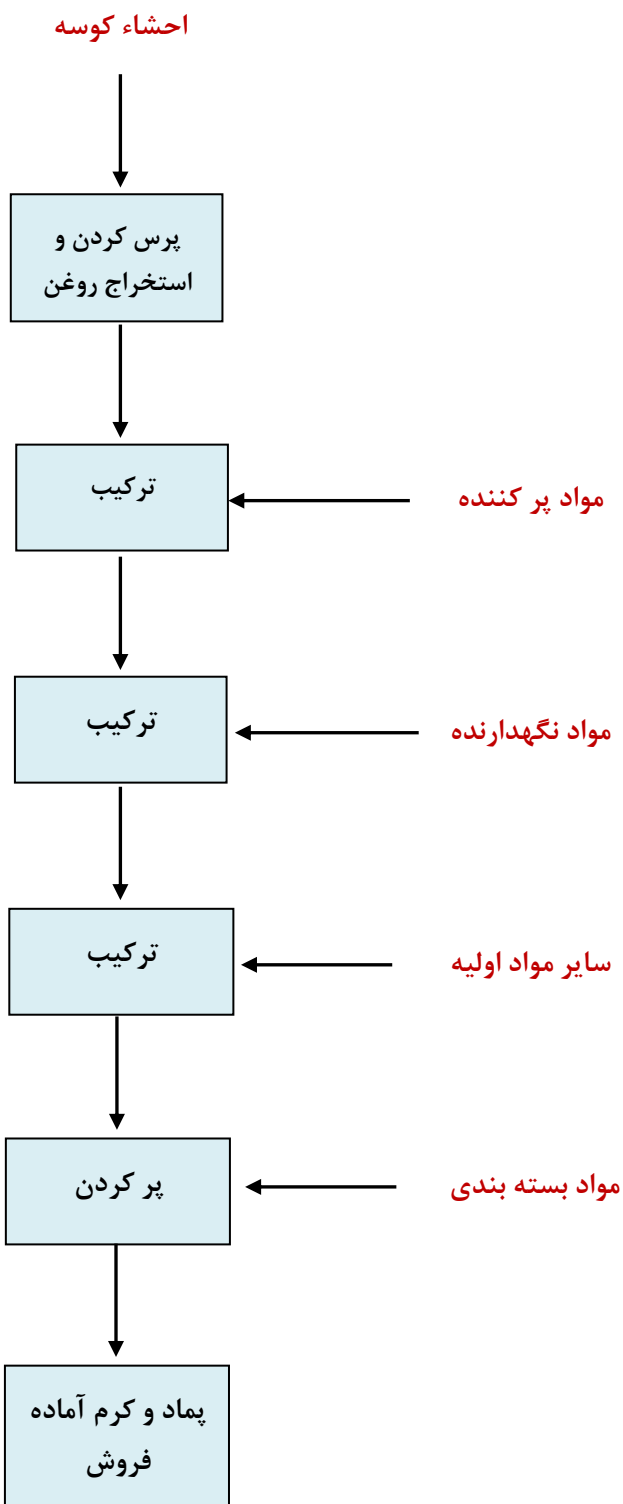 احشاء کوسه
پرس کردن و
استخراج روغن
ترکیب
مواد پر کننده
ترکیب
مواد نگهدارنده
ترکیب
سایر مواد اولیه
پر کردن
مواد بسته بندی
پماد و کرم آماده
فروش